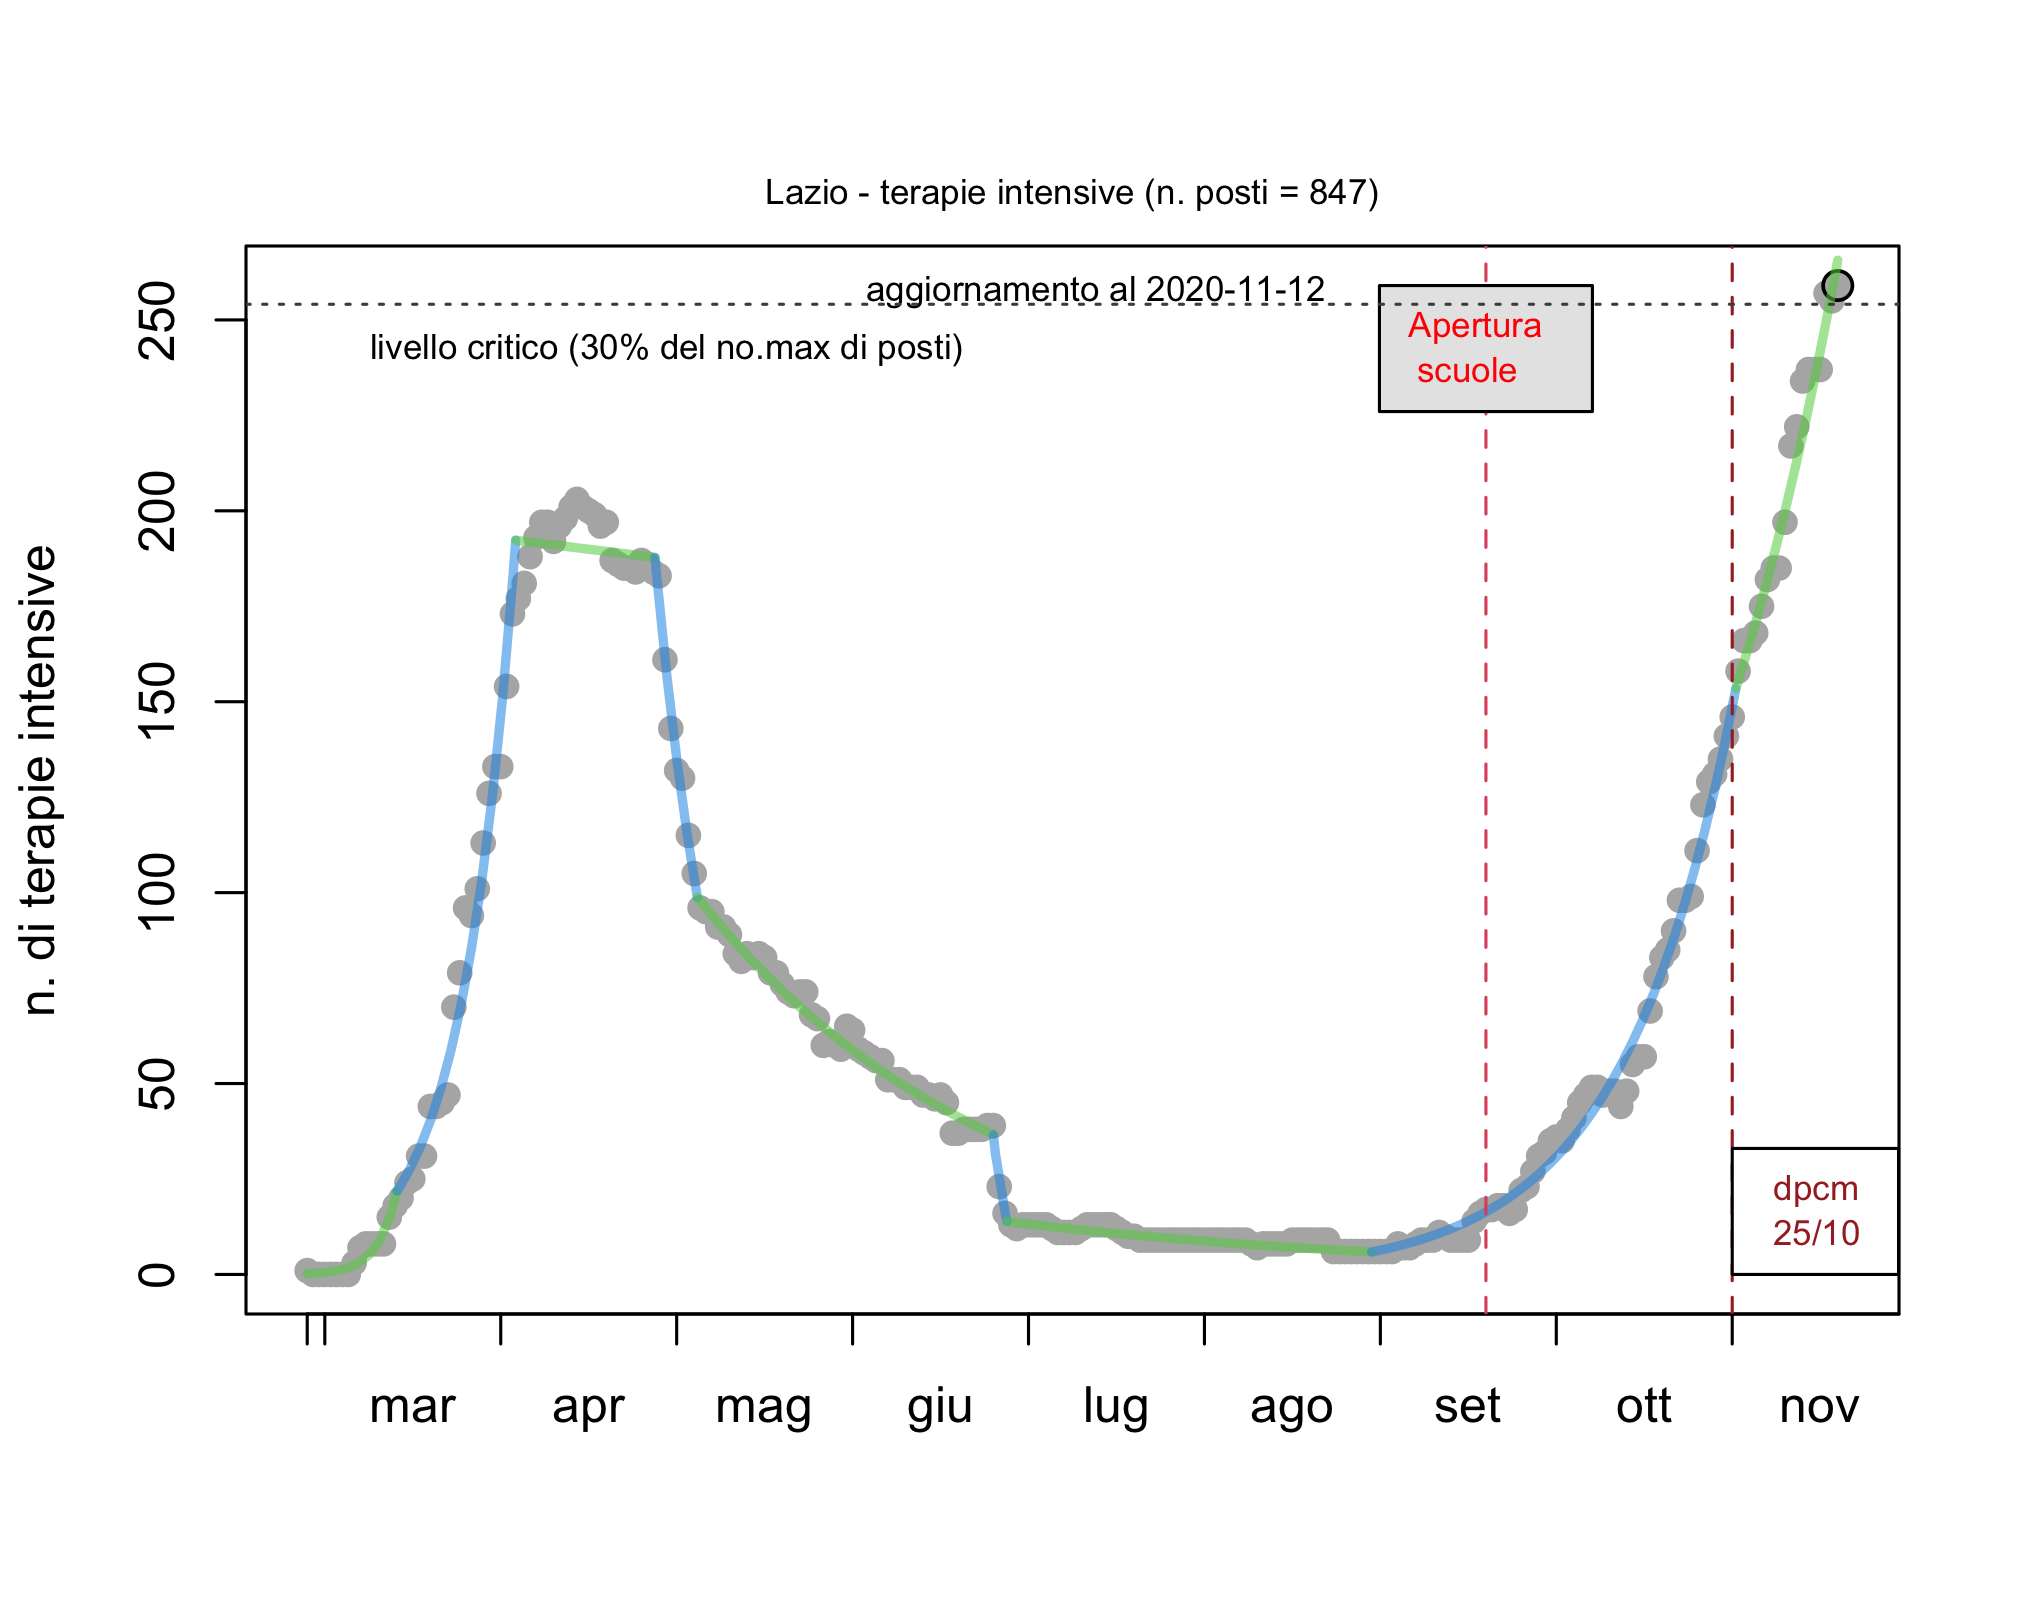 Lazio - terapie intensive (n. posti = 847)
aggiornamento al 2020-11-12
livello critico (30% del no.max di posti)
Apertura
scuole
n. di terapie intensive
250
200
150
100
50
0
dpcm
25/10
mar apr mag giu lug ago set ott nov